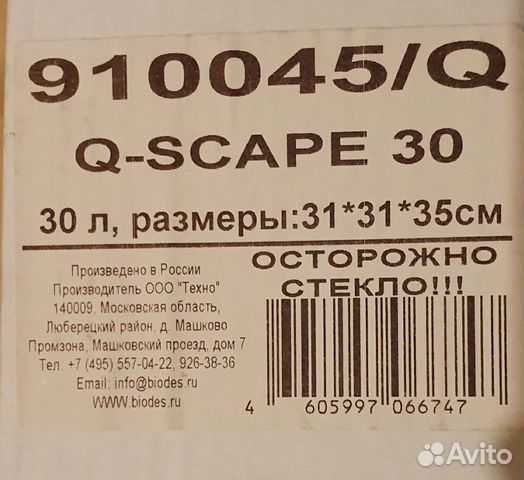 910045/Q
Q-SCAPE 30
30 л, размеры:31*31*35см
Произведено в России
Производитель ООО "Техно"
140009, Московская область,
Люберецкий район, д. Машково
Промзона, Машковский проезд, дом 7
Тел. +7 (495) 557-04-22, 926-38-36
Email: info@biodes.ru
WWW.biodes.ru
ОСТОРОЖНО
СТЕКЛО!!!
4 605997 066747
Avito